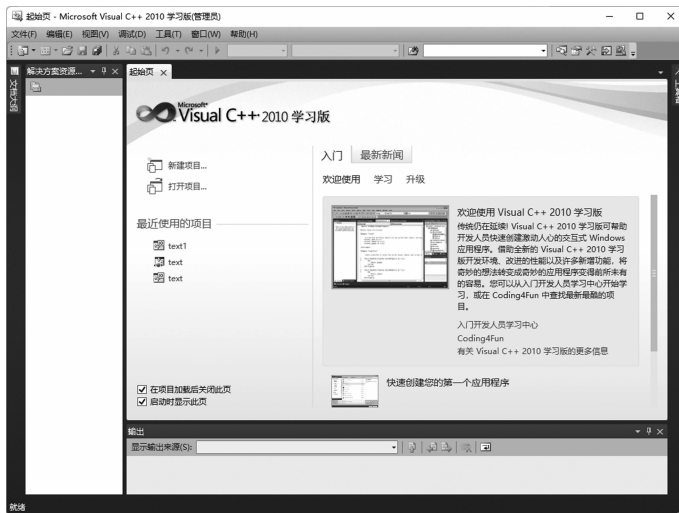 起始页 - Microsoft Visual C++ 2010 学习版(管理员)
文件(F) 编辑(E) 视图(V) 调试(D) 工具(T) 窗口(W) 帮助(H)
解决方案资源...
起始页
Microsoft®
Visual C++ 2010 学习版
新建项目...
打开项目...
最近使用的项目
text1
text
text
在项目加载后关闭此页
启动时显示此页
入门 最新新闻
欢迎使用 学习 升级
欢迎使用 Visual C++ 2010 学习版
传统仍在延续! Visual C++ 2010 学习版可帮助
开发人员快速创建激动人心的交互式 Windows
应用程序。借助全新的 Visual C++ 2010 学习
版开发环境、改进的性能以及许多新增功能，将
奇妙的想法转变成奇妙的应用程序变得前所未有
的容易。您可以从入门开发人员学习中心开始学
习，或在 Coding4Fun 中查找最新最酷的项
目。
入门开发人员学习中心
Coding4Fun
有关 Visual C++ 2010 学习版的更多信息
快速创建您的第一个应用程序
输出
显示输出来源(S):
就绪